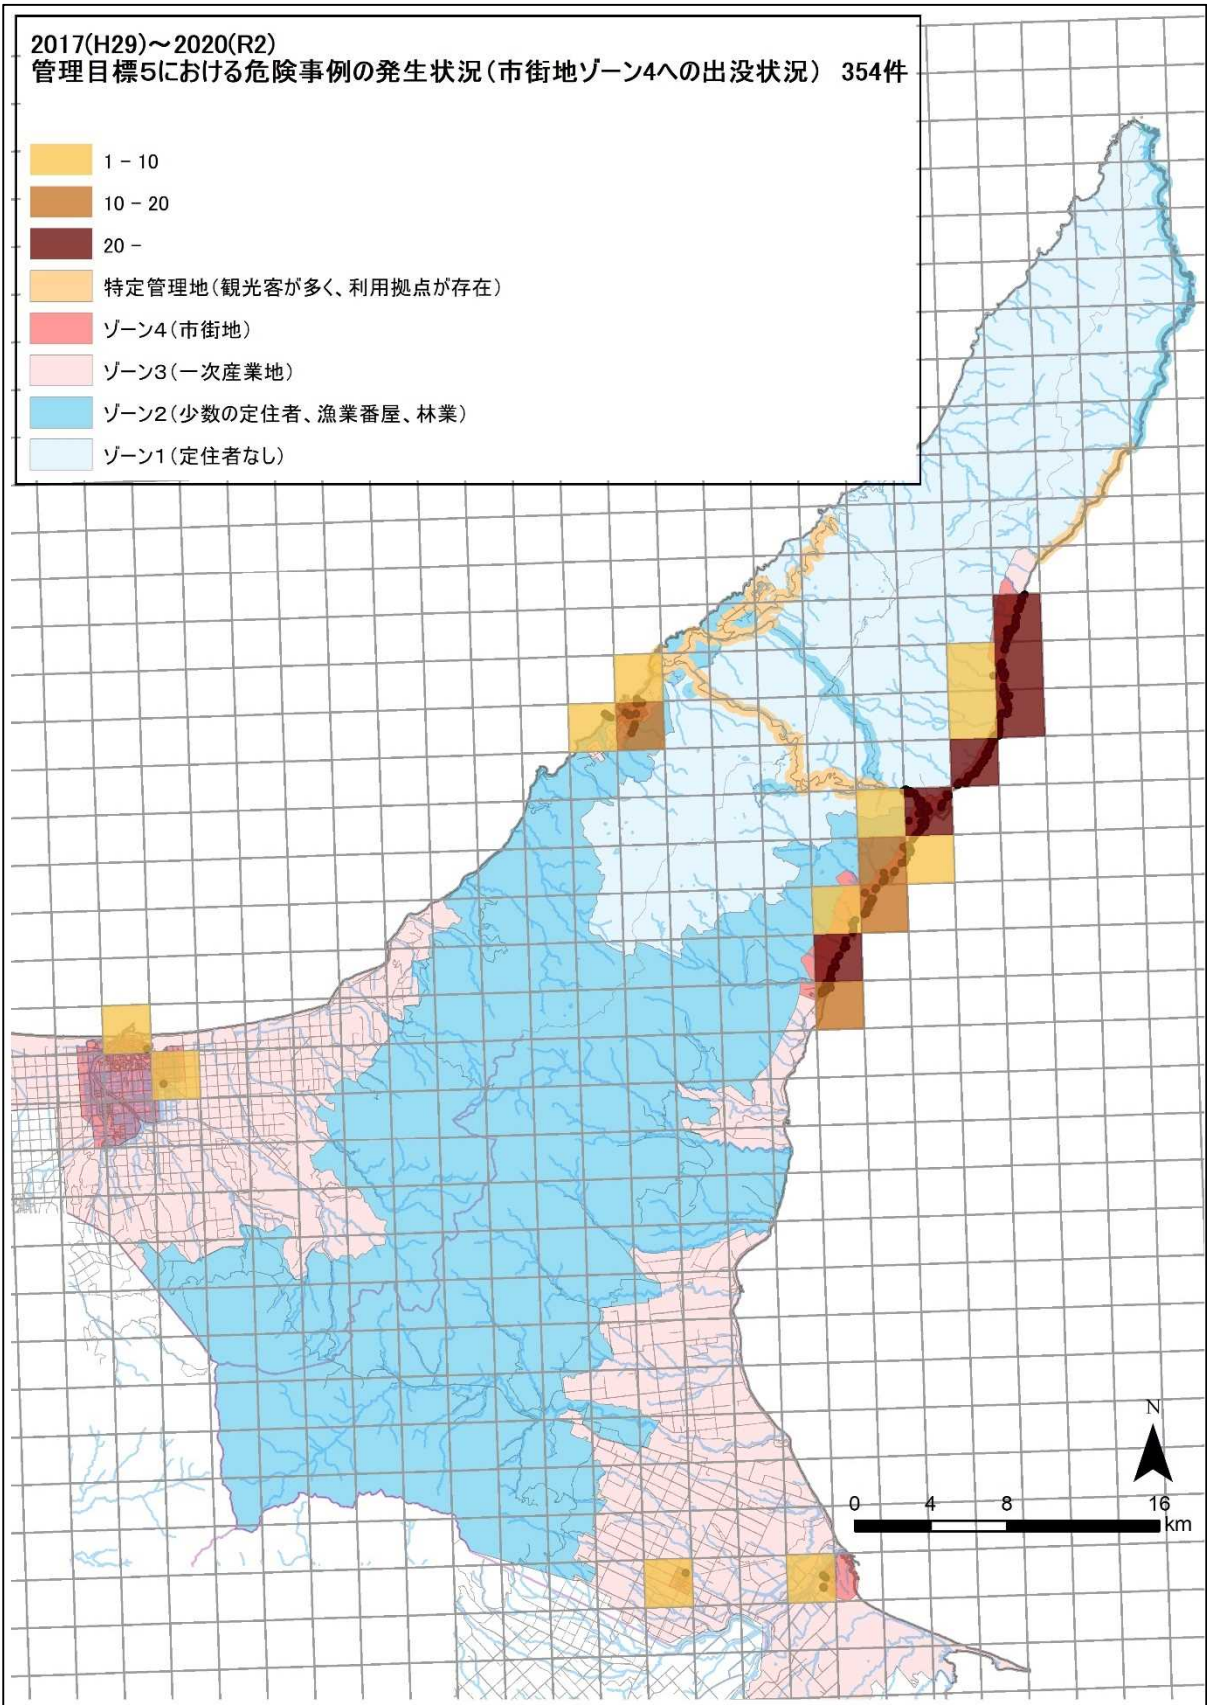 2017(H29)～2020(R2)
管理目標5における危険事例の発生状況（市街地ゾーン4への出没状況） 354件
1 - 10
10 - 20
20 -
特定管理地（観光客が多く、利用拠点が存在）
ゾーン4（市街地）
ゾーン3（一次産業地）
ゾーン2（少数の定住者、漁業番屋、林業）
ゾーン1（定住者なし）
N
0 4 8 16
km